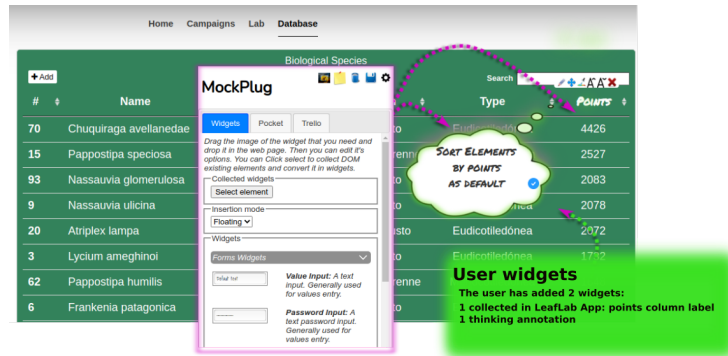 Home Campaigns Lab Database
Biological Species
+Add
Search
# Name Type Points
70 Chuquiraga avellanedae 4426
15 Pappostipa speciosa 2527
93 Nassauvia glomerulosa 2083
9 Nassauvia ulicina 2078
20 Atriplex lampa Eudicotiledónea 2072
3 Lycium ameghinoi Eudicotiledónea
62 Pappostipa humilis
6 Frankenia patagonica
MockPlug
Widgets Pocket Trello
Drag the image of the widget that you need and
drop it in the web page. Then you can edit it's
options. You can Click select to collect DOM
existing elements and convert it in widgets.
Collected widgets
Select element
Insertion mode
Floating
Widgets
Forms Widgets
Value Input: A text
input. Generally used
for values entry.
Password Input: A
text password input.
Generally used for
values entry.
Sort Elements
by points
as default
User widgets
The user has added 2 widgets:
1 collected in LeafLab App: points column label
1 thinking annotation